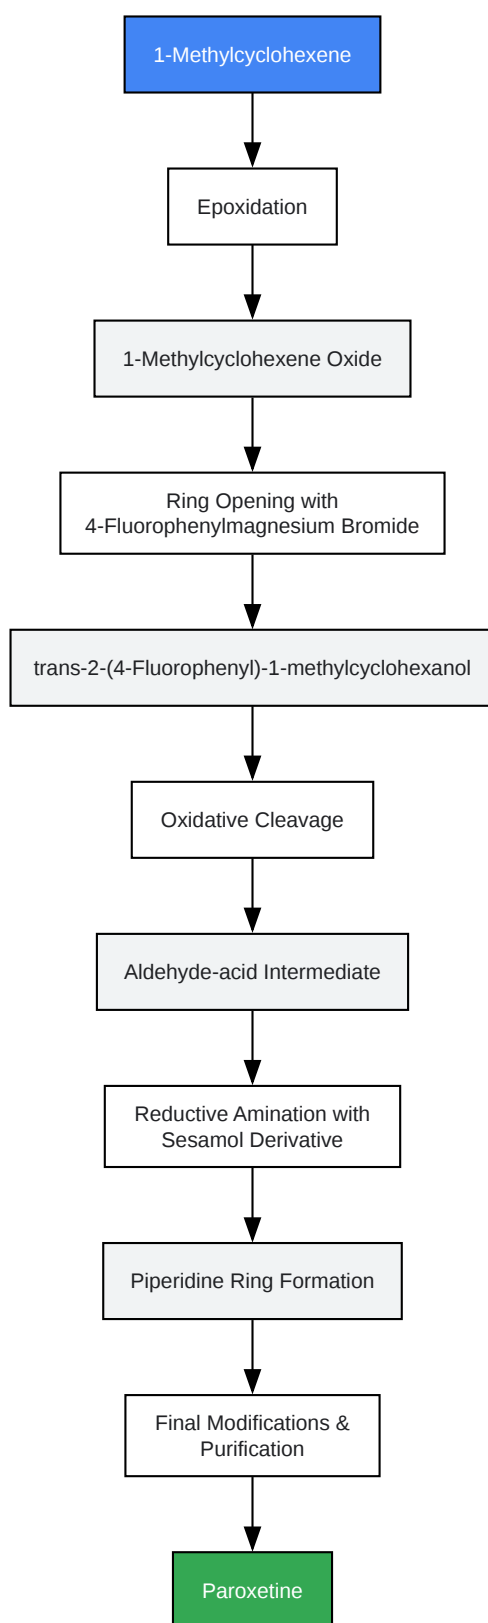 1-Methylcyclohexene
Epoxidation
1-Methylcyclohexene Oxide
Ring Opening with
4-Fluorophenylmagnesium Bromide
trans-2-(4-Fluorophenyl)-1-methylcyclohexanol
Oxidative Cleavage
Aldehyde-acid Intermediate
Reductive Amination with
Sesamol Derivative
Piperidine Ring Formation
Final Modifications &
Purification
Paroxetine